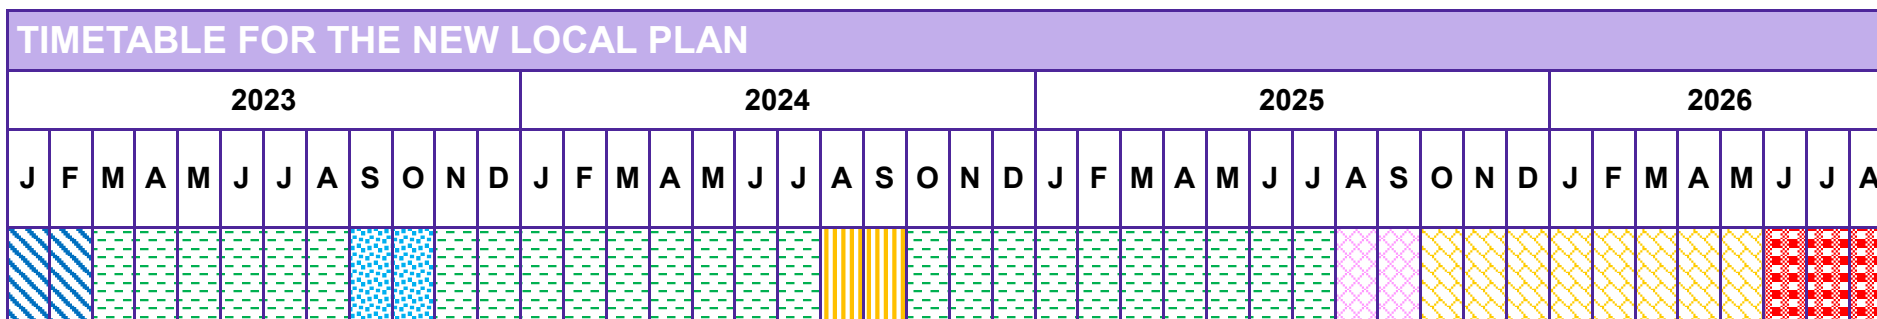 TIMETABLE FOR THE NEW LOCAL PLAN
2023 2024 2025 2026
J F M A M J J A S O N D J F M A M J J A S O N D J F M A M J J A S O N D J F M A M J J A